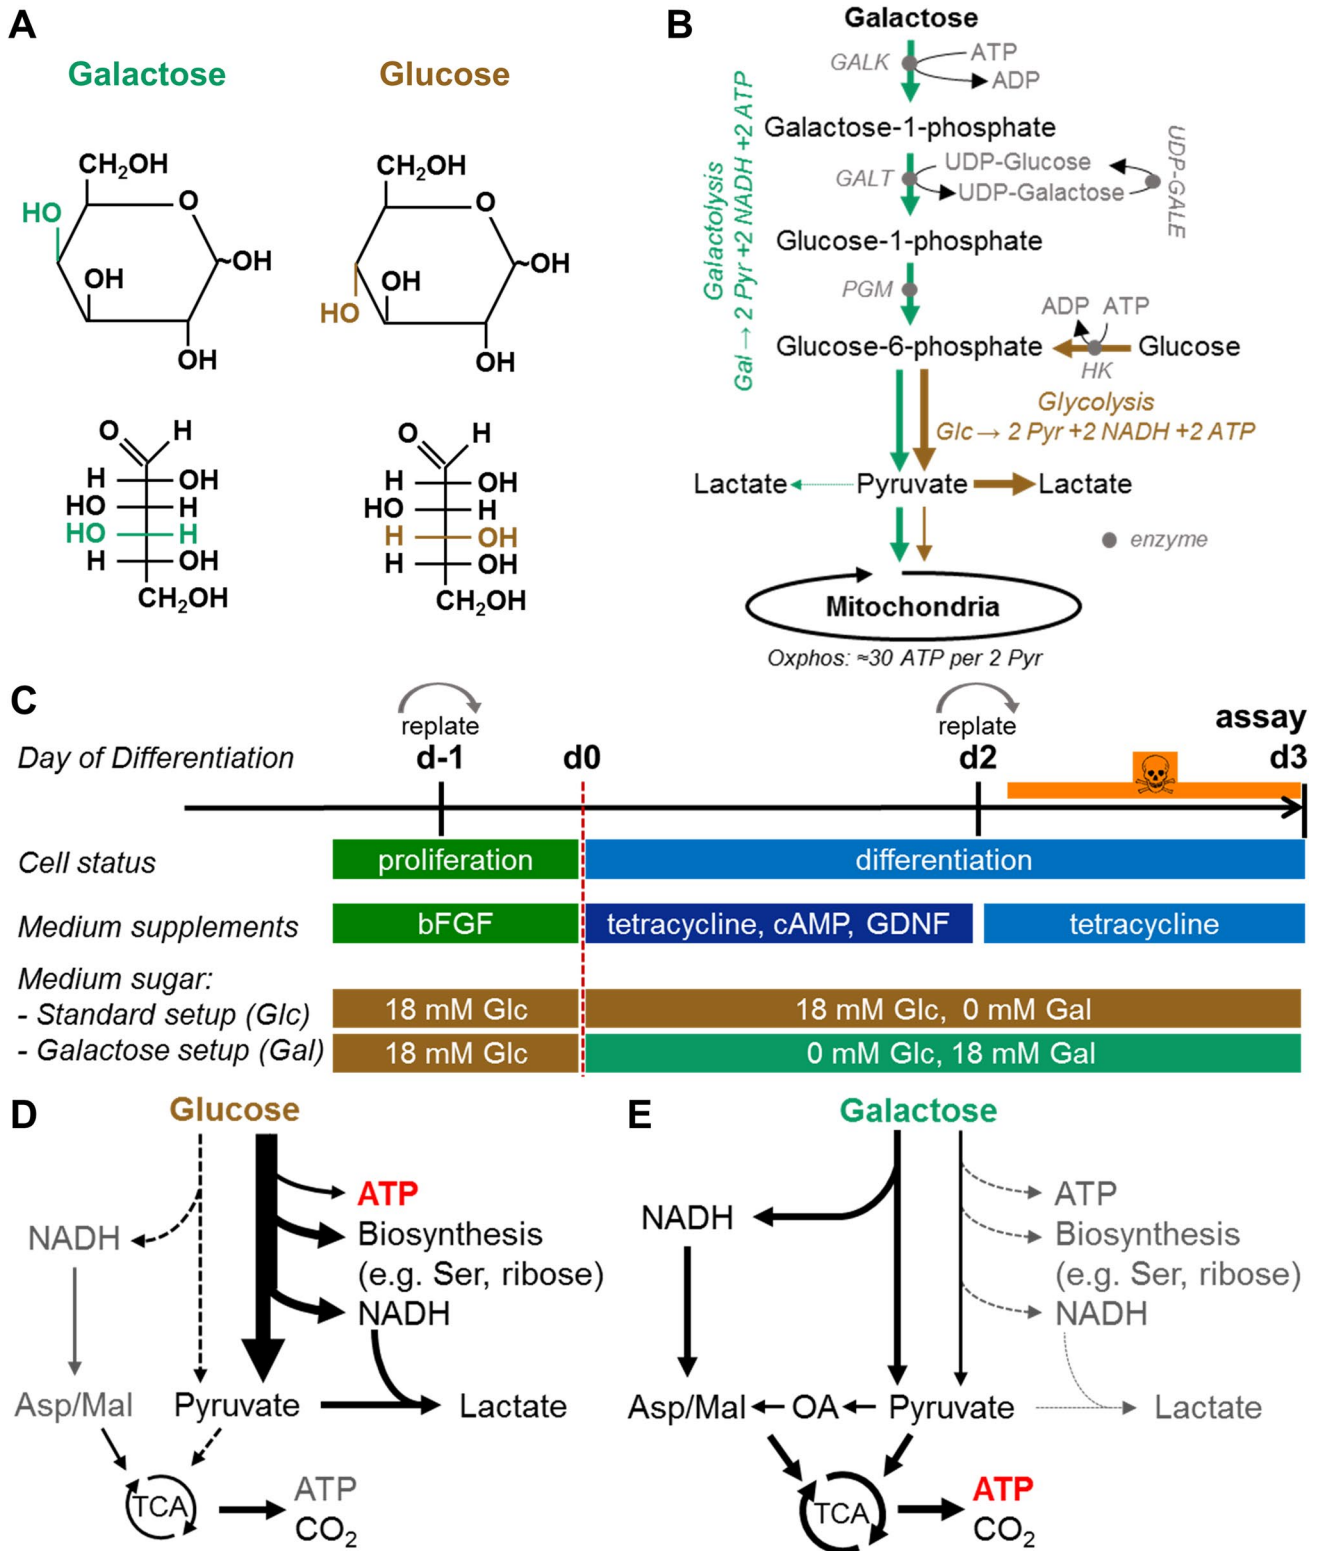 A
Galactose
Glucose
CH₂OH
HO
O
OH
OH
OH
CH₂OH
O
OH
OH
HO
OH
O
H
H
OH
HO
H
HO
H
H
OH
CH₂OH
O
H
H
OH
HO
H
H
OH
H
OH
CH₂OH
B
Galactose
GALK
ATP
ADP
Galactose-1-phosphate
GALT
UDP-Glucose
UDP-Galactose
UDP-GALE
Glucose-1-phosphate
PGM
ADP
ATP
Glucose-6-phosphate
Glucose
HK
Galactolysis
Gal → 2 Pyr +2 NADH +2 ATP
Glycolysis
Glc → 2 Pyr +2 NADH +2 ATP
Lactate
Pyruvate
Lactate
enzyme
Mitochondria
Oxphos: ≈30 ATP per 2 Pyr
C
replate
replate
assay
Day of Differentiation
d-1
d0
d2
d3
Cell status
proliferation
differentiation
Medium supplements
bFGF
tetracycline, cAMP, GDNF
tetracycline
Medium sugar:
- Standard setup (Glc)
18 mM Glc
18 mM Glc, 0 mM Gal
- Galactose setup (Gal)
18 mM Glc
0 mM Glc, 18 mM Gal
D
Glucose
ATP
NADH
Biosynthesis
(e.g. Ser, ribose)
NADH
Asp/Mal
Pyruvate
Lactate
TCA
ATP
CO₂
E
Galactose
NADH
ATP
Biosynthesis
(e.g. Ser, ribose)
NADH
Asp/Mal
OA
Pyruvate
Lactate
TCA
ATP
CO₂